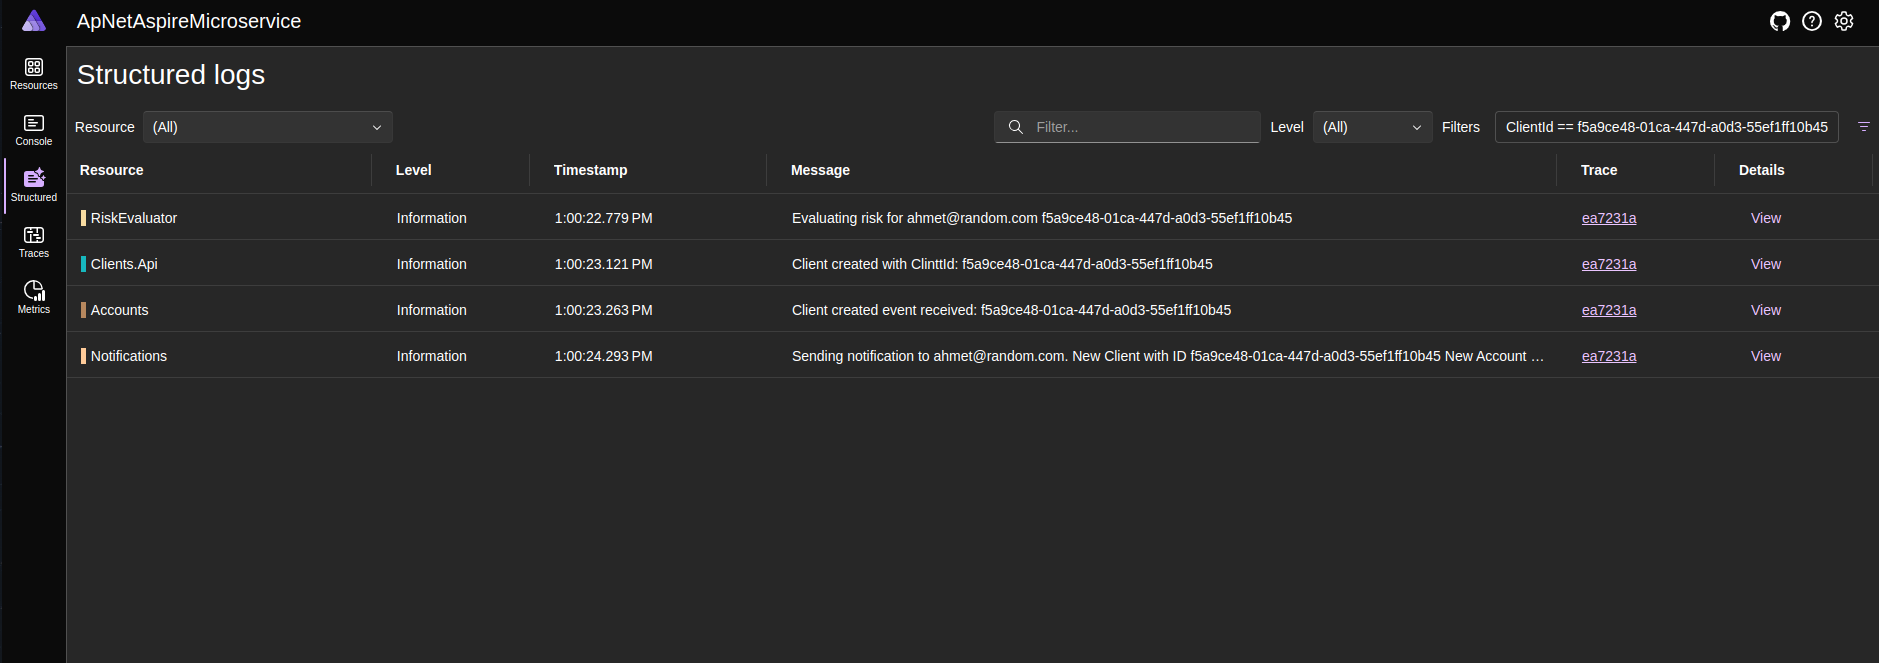 ApNetAspireMicroservice
Resources
Console
Structured
Traces
Metrics
Structured logs
Resource (All) Filter... Level (All) Filters ClientId == f5a9ce48-01ca-447d-a0d3-55ef1ff10b45
Resource Level Timestamp Message Trace Details
RiskEvaluator Information 1:00:22.779 PM Evaluating risk for ahmet@random.com f5a9ce48-01ca-447d-a0d3-55ef1ff10b45 ea7231a View
Clients.Api Information 1:00:23.121 PM Client created with ClinttId: f5a9ce48-01ca-447d-a0d3-55ef1ff10b45 ea7231a View
Accounts Information 1:00:23.263 PM Client created event received: f5a9ce48-01ca-447d-a0d3-55ef1ff10b45 ea7231a View
Notifications Information 1:00:24.293 PM Sending notification to ahmet@random.com. New Client with ID f5a9ce48-01ca-447d-a0d3-55ef1ff10b45 New Account … ea7231a View